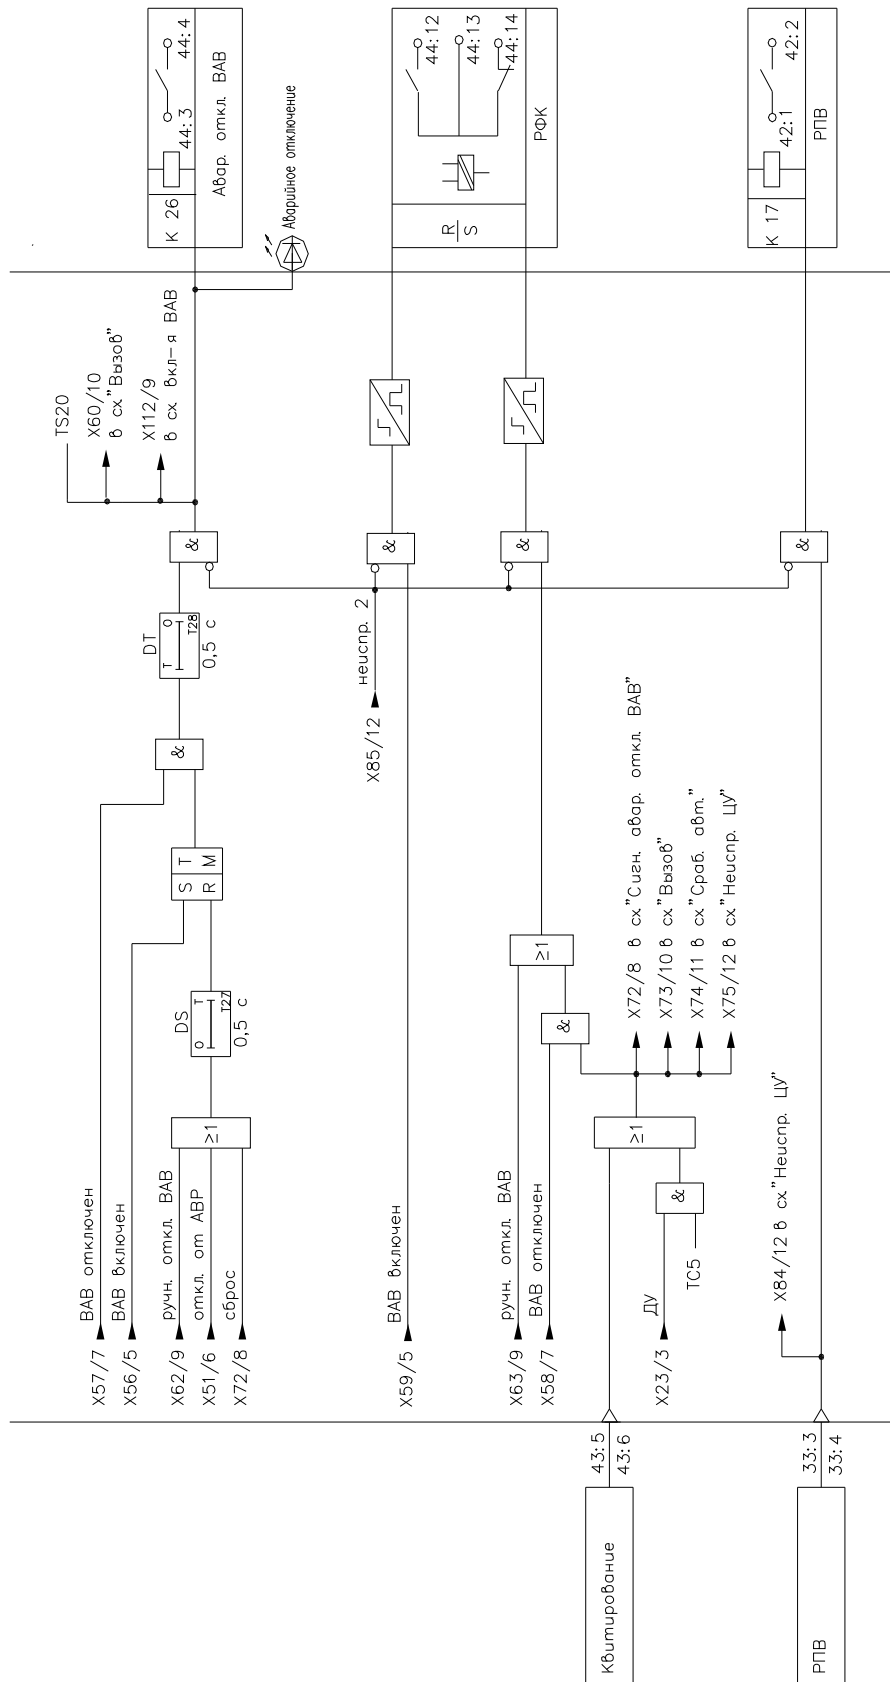 К 26
44:3
44:4
Авар. откл. ВАВ
Аварийное отключение
R
S
44:12
44:13
44:14
РФК
К 17
42:1
42:2
РПВ
TS20
X60/10
в сх."Вызов"
X112/9
в сх. вкл-я ВАВ
&
&
&
&
DT
T
O
T28
0,5 с
неиспр. 2
X85/12
&
S
T
R
M
DS
O
T
T27
0,5 с
≥1
ВАВ отключен
X57/7
ВАВ включен
X56/5
ручн. откл. ВАВ
X62/9
откл. от АВР
X51/6
сброс
X72/8
ВАВ включен
X59/5
≥1
&
ручн. откл. ВАВ
X63/9
ВАВ отключен
X58/7
X72/8 в сх."Сигн. авар. откл. ВАВ"
X73/10 в сх."Вызов"
X74/11 в сх."Сраб. авт."
X75/12 в сх."Неиспр. ЦУ"
≥1
&
ДУ
X23/3
TC5
X84/12 в сх."Неиспр. ЦУ"
Квитирование
43:5
43:6
РПВ
33:3
33:4